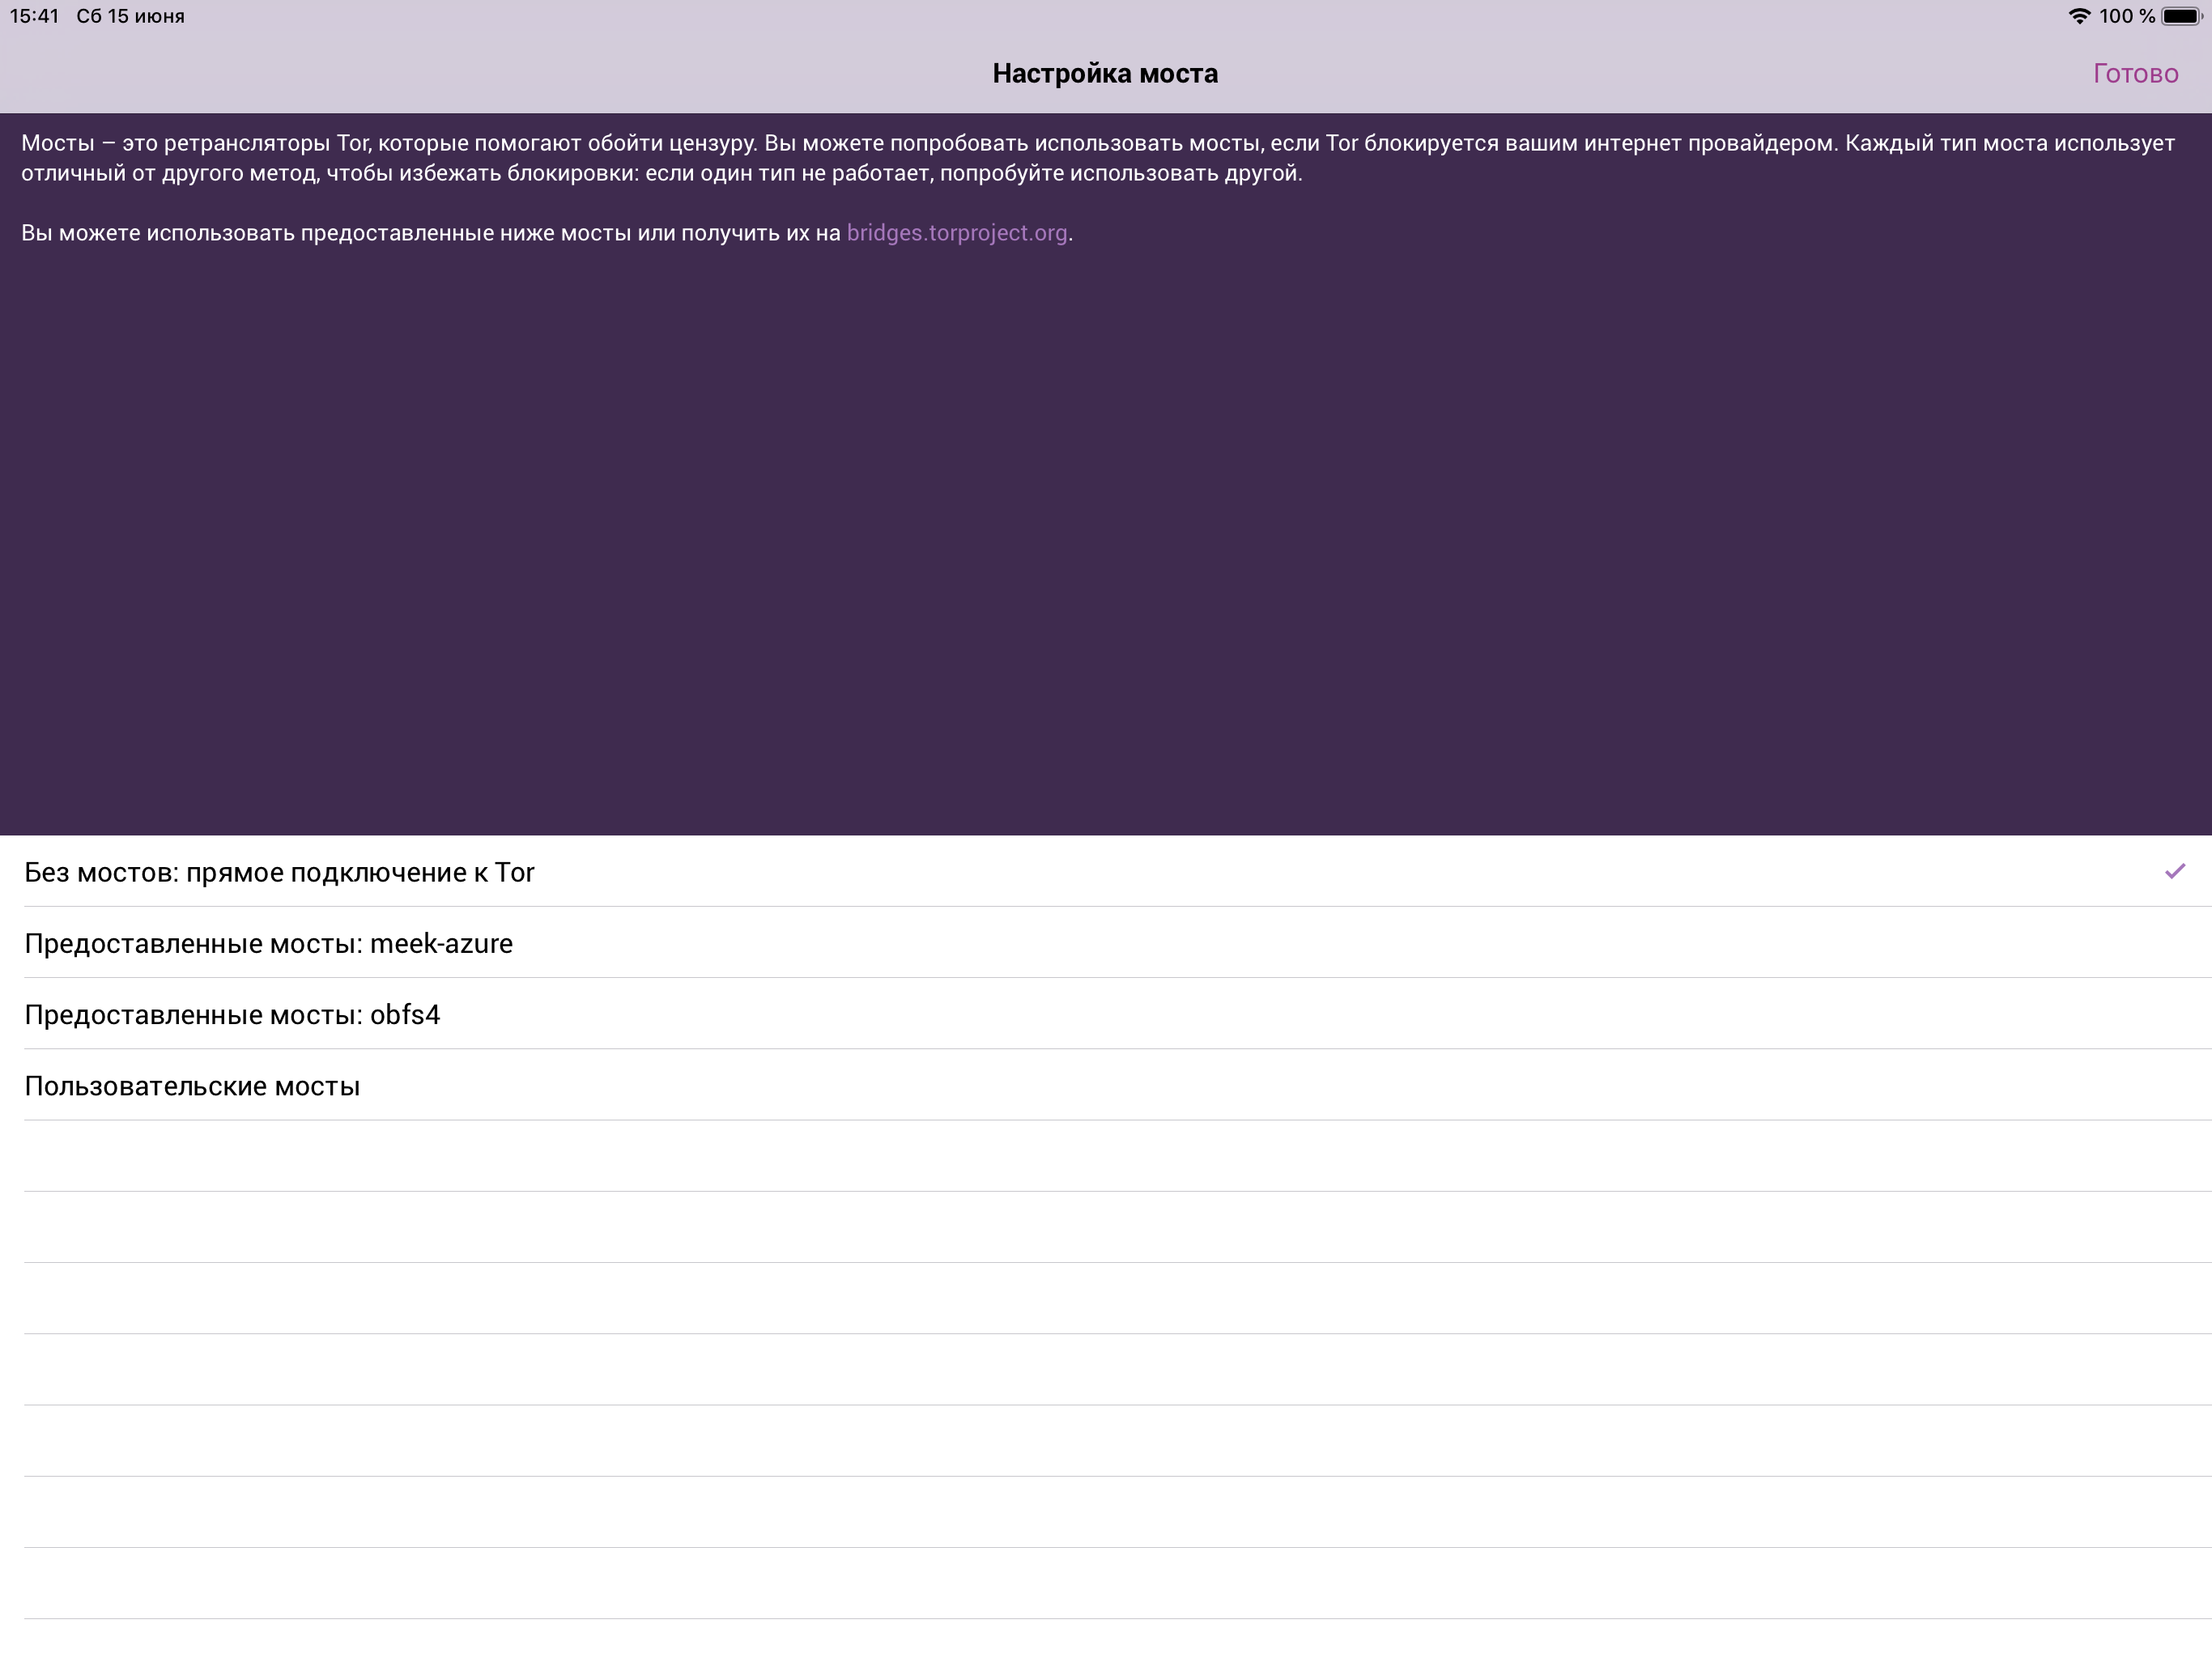 15:41 Сб 15 июня
100 %
Настройка моста
Готово
Мосты – это ретрансляторы Tor, которые помогают обойти цензуру. Вы можете попробовать использовать мосты, если Tor блокируется вашим интернет провайдером. Каждый тип моста использует
отличный от другого метод, чтобы избежать блокировки: если один тип не работает, попробуйте использовать другой.
Вы можете использовать предоставленные ниже мосты или получить их на bridges.torproject.org.
Без мостов: прямое подключение к Tor
Предоставленные мосты: meek-azure
Предоставленные мосты: obfs4
Пользовательские мосты